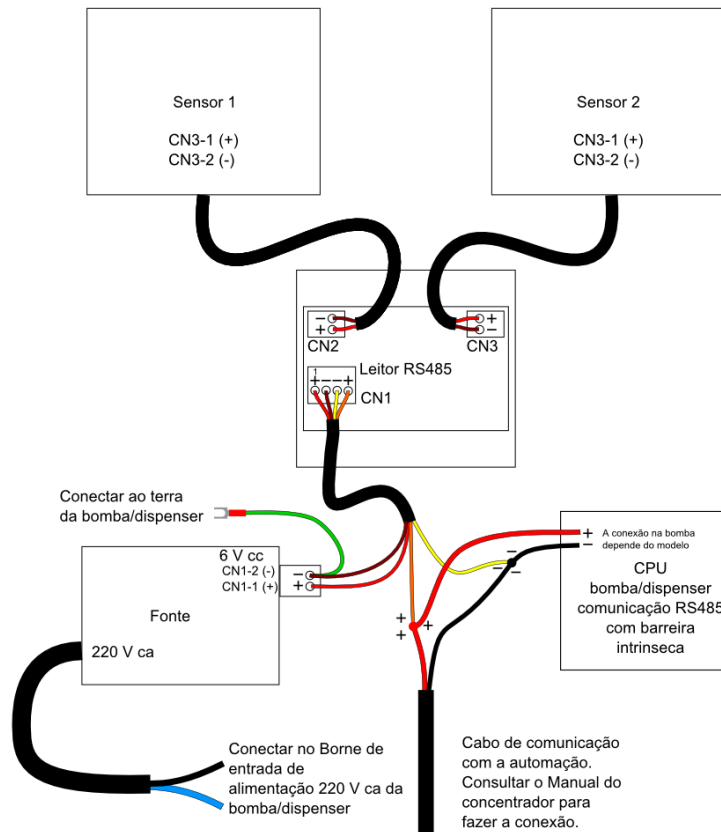 Sensor 1
CN3-1 (+)
CN3-2 (-)
Sensor 2
CN3-1 (+)
CN3-2 (-)
−
+
CN2
+
−
CN3
Leitor RS485
1
+ − − +
CN1
Conectar ao terra
da bomba/dispenser
6 V cc
CN1-2 (-)
CN1-1 (+)
−
+
Fonte
220 V ca
− − −
+ + +
+ A conexão na bomba
− depende do modelo
CPU
bomba/dispenser
comunicação RS485
com barreira
intrinseca
Conectar no Borne de
entrada de
alimentação 220 V ca da
bomba/dispenser
Cabo de comunicação
com a automação.
Consultar o Manual do
concentrador para
fazer a conexão.